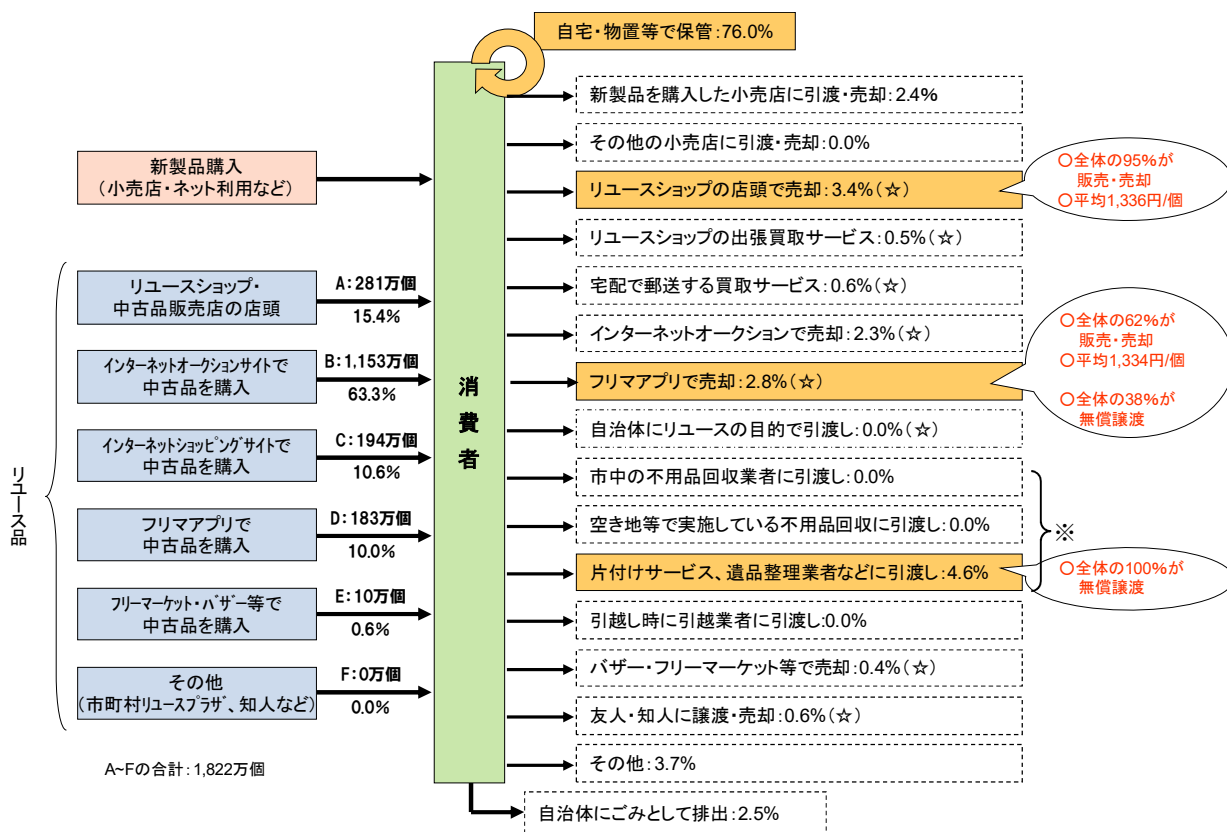 自宅・物置等で保管:76.0%
新製品購入
(小売店・ネット利用など)
リユース品
リユースショップ・
中古品販売店の店頭
A:281万個
15.4%
インターネットオークションサイトで
中古品を購入
B:1,153万個
63.3%
インターネットショッピングサイトで
中古品を購入
C:194万個
10.6%
フリマアプリで
中古品を購入
D:183万個
10.0%
フリーマーケット・バザー等で
中古品を購入
E:10万個
0.6%
その他
(市町村リユースプラザ、知人など)
F:0万個
0.0%
A~Fの合計:1,822万個
消費者
新製品を購入した小売店に引渡・売却:2.4%
その他の小売店に引渡・売却:0.0%
リユースショップの店頭で売却:3.4%(☆)
リユースショップの出張買取サービス:0.5%(☆)
宅配で郵送する買取サービス:0.6%(☆)
インターネットオークションで売却:2.3%(☆)
フリマアプリで売却:2.8%(☆)
自治体にリユースの目的で引渡し:0.0%(☆)
市中の不用品回収業者に引渡し:0.0%
空き地等で実施している不用品回収に引渡し:0.0%
片付けサービス、遺品整理業者などに引渡し:4.6%
引越し時に引越業者に引渡し:0.0%
バザー・フリーマーケット等で売却:0.4%(☆)
友人・知人に譲渡・売却:0.6%(☆)
その他:3.7%
自治体にごみとして排出:2.5%
○全体の95%が
販売・売却
○平均1,336円/個
○全体の62%が
販売・売却
○平均1,334円/個
○全体の38%が
無償譲渡
※
○全体の100%が
無償譲渡